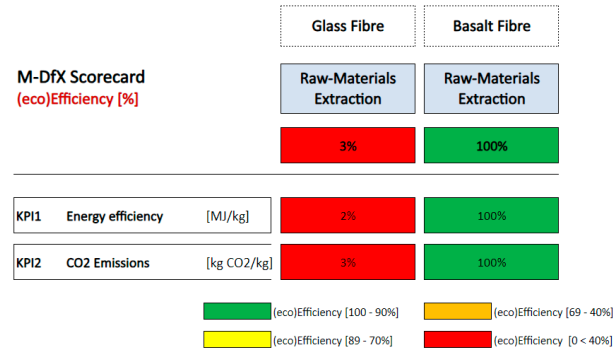 Glass Fibre
Basalt Fibre
M-DfX Scorecard
(eco)Efficiency [%]
Raw-Materials
Extraction
Raw-Materials
Extraction
3%
100%
KPI1 Energy efficiency [MJ/kg] 2% 100%
KPI2 CO2 Emissions [kg CO2/kg] 3% 100%
(eco)Efficiency [100 - 90%]
(eco)Efficiency [69 - 40%]
(eco)Efficiency [89 - 70%]
(eco)Efficiency [0 < 40%]